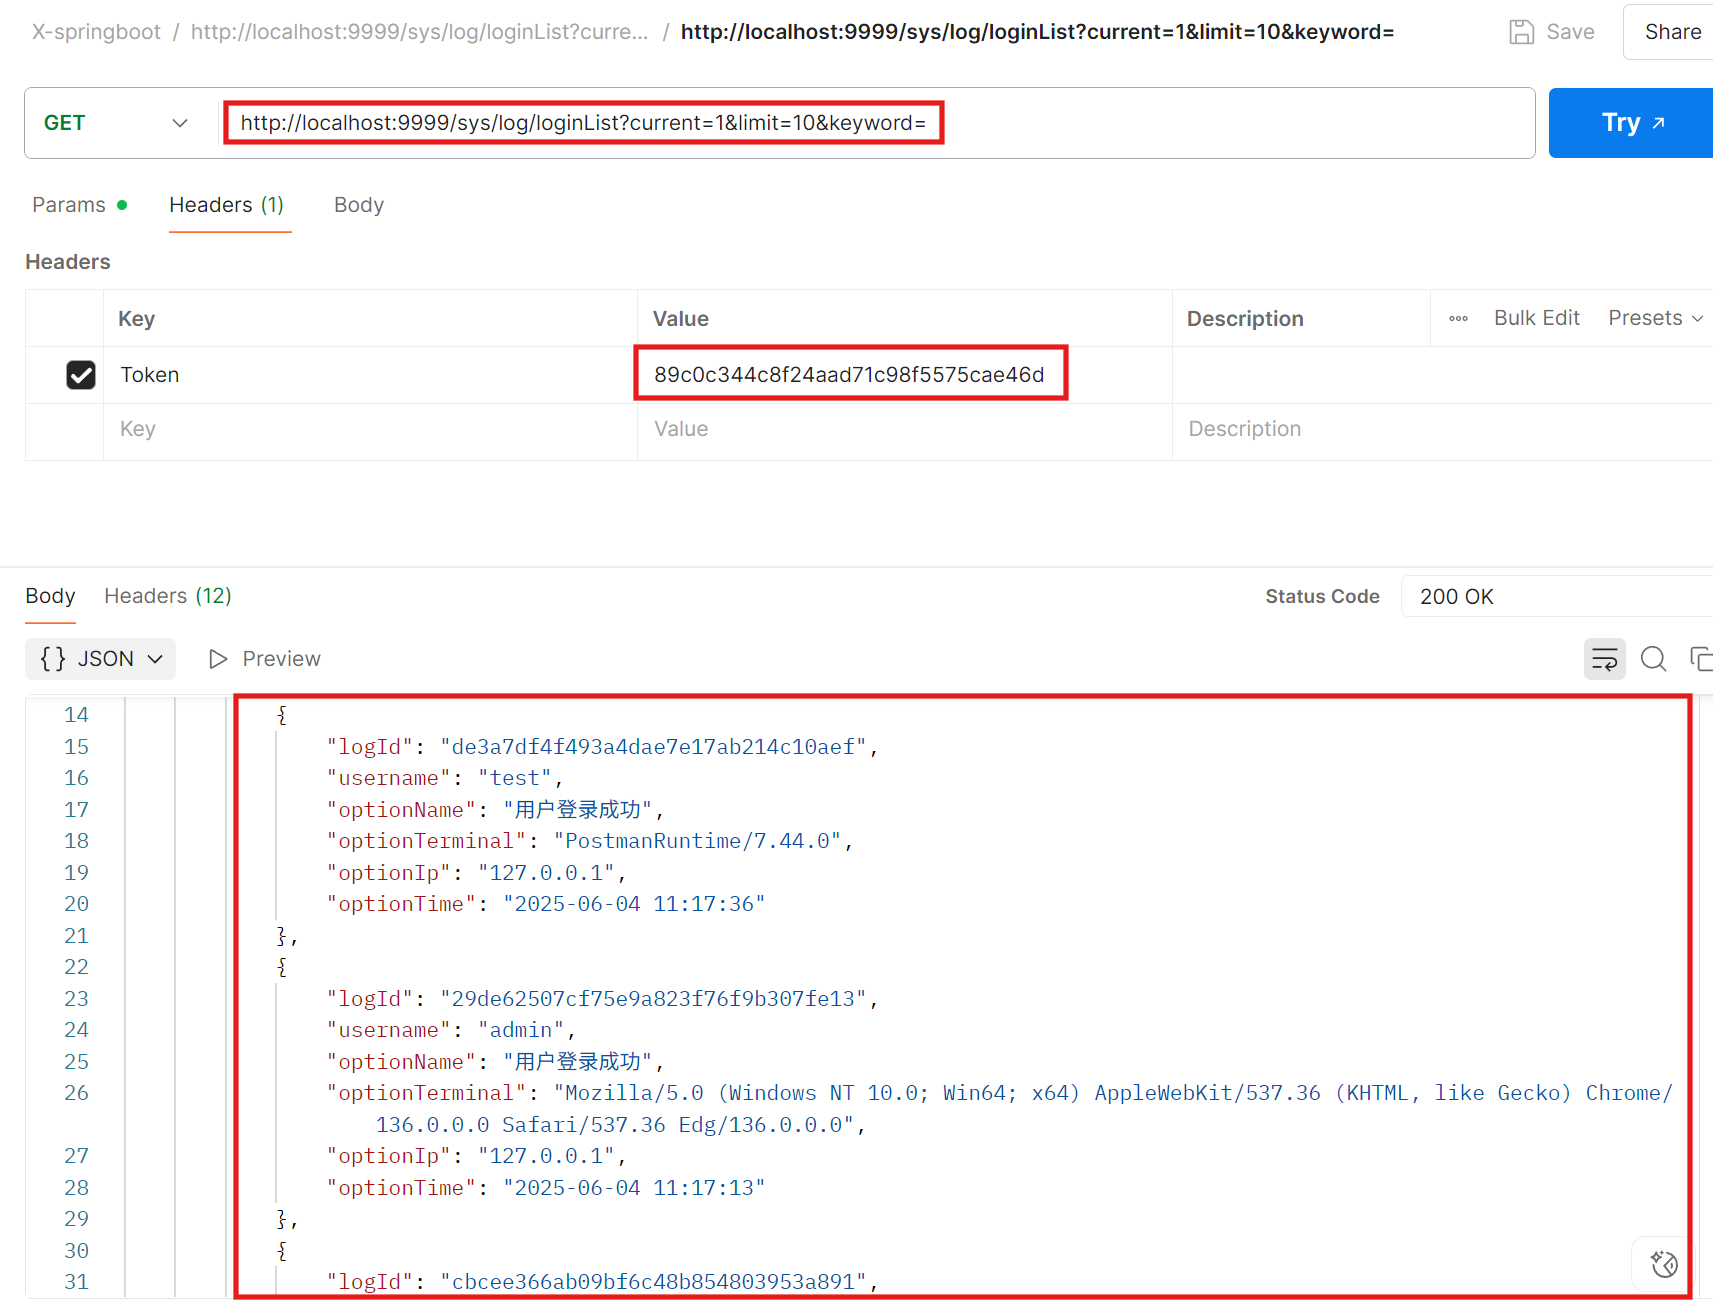 X-springboot / http://localhost:9999/sys/log/loginList?curre... / http://localhost:9999/sys/log/loginList?current=1&limit=10&keyword= Save Share
GET http://localhost:9999/sys/log/loginList?current=1&limit=10&keyword= Try
Params Headers (1) Body
Headers
Key Value Description Bulk Edit Presets
Token 89c0c344c8f24aad71c98f5575cae46d
Key Value Description
Body Headers (12) Status Code 200 OK
{} JSON Preview
14 {
15 "logId": "de3a7df4f493a4dae7e17ab214c10aef",
16 "username": "test",
17 "optionName": "用户登录成功",
18 "optionTerminal": "PostmanRuntime/7.44.0",
19 "optionIp": "127.0.0.1",
20 "optionTime": "2025-06-04 11:17:36"
21 },
22 {
23 "logId": "29de62507cf75e9a823f76f9b307fe13",
24 "username": "admin",
25 "optionName": "用户登录成功",
26 "optionTerminal": "Mozilla/5.0 (Windows NT 10.0; Win64; x64) AppleWebKit/537.36 (KHTML, like Gecko) Chrome/
136.0.0.0 Safari/537.36 Edg/136.0.0.0",
27 "optionIp": "127.0.0.1",
28 "optionTime": "2025-06-04 11:17:13"
29 },
30 {
31 "logId": "cbcee366ab09bf6c48b854803953a891",